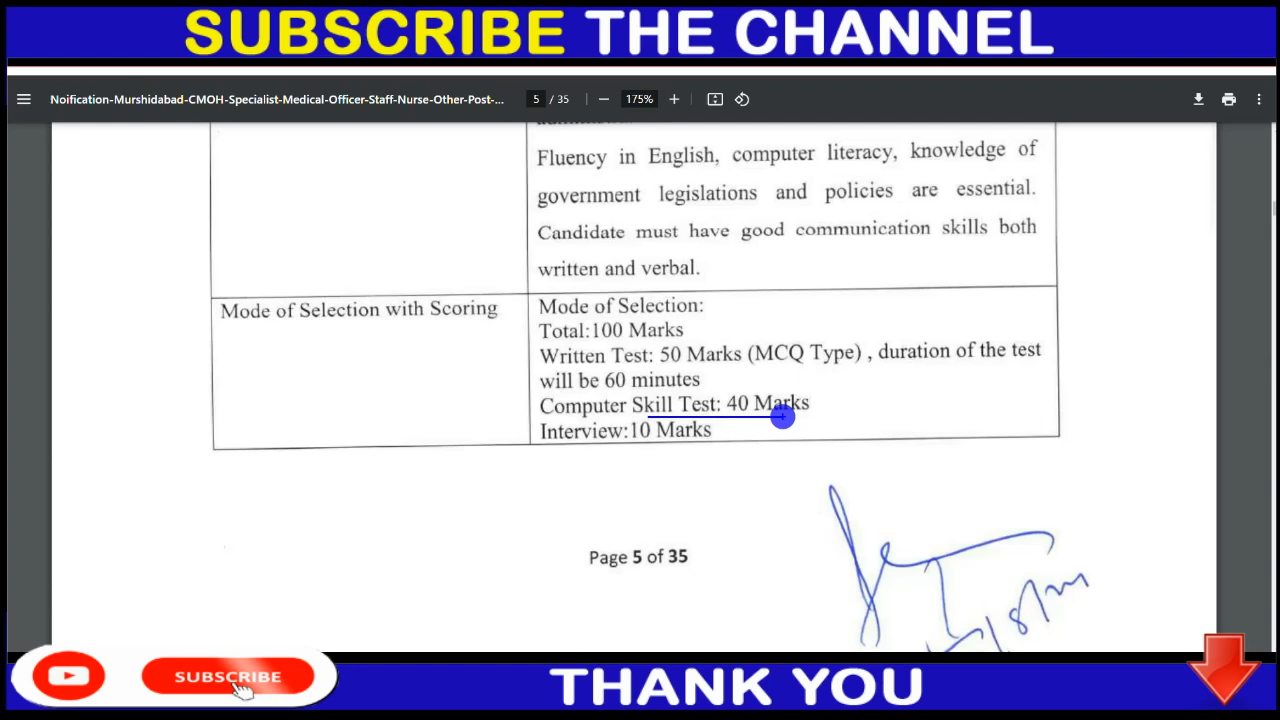 SUBSCRIBE THE CHANNEL
Noification-Murshidabad-CMOH-Specialist-Medical-Officer-Staff-Nurse-Other-Post-...
5 / 35
175%
Fluency in English, computer literacy, knowledge of
government legislations and policies are essential.
Candidate must have good communication skills both
written and verbal.
Mode of Selection with Scoring
Mode of Selection:
Total:100 Marks
Written Test: 50 Marks (MCQ Type) , duration of the test
will be 60 minutes
Computer Skill Test: 40 Marks
Interview:10 Marks
Page 5 of 35
SUBSCRIBE
THANK YOU